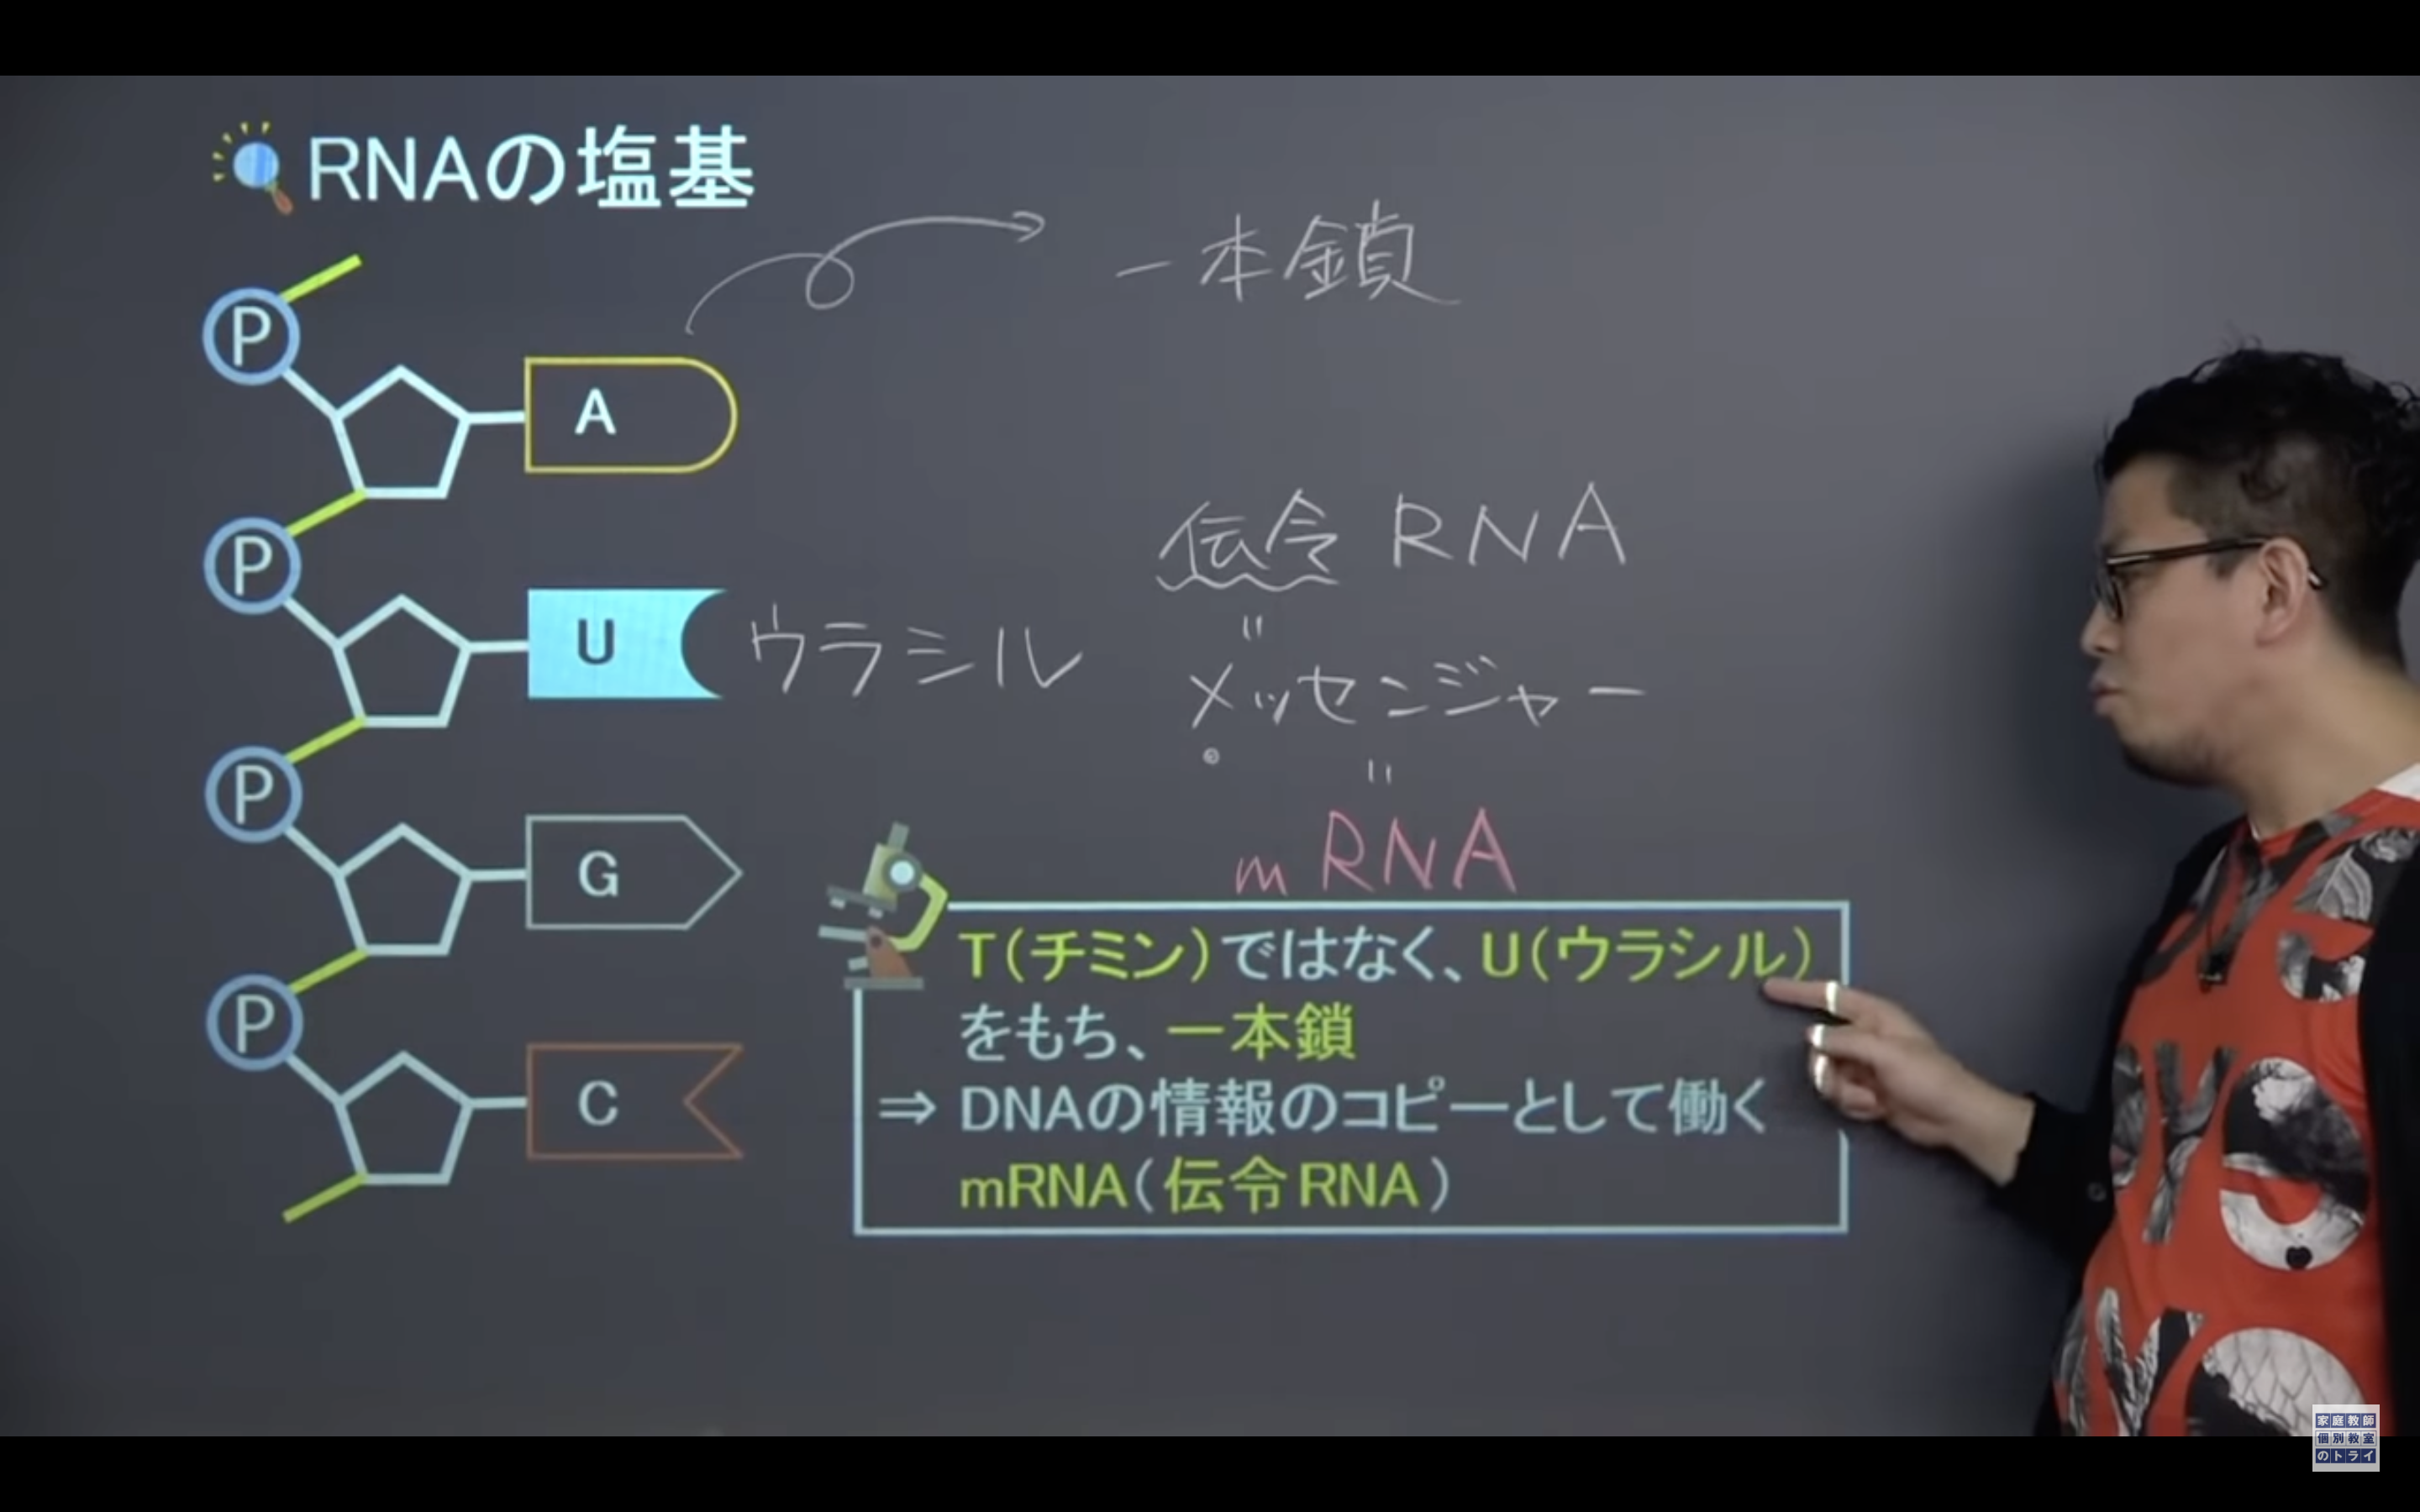 RNAの塩基
一本鎖
P
A
P
伝令RNA
U
ウラシル
〃
メッセンジャー
P
〃
mRNA
G
T(チミン)ではなく、U(ウラシル)
をもち、一本鎖
P
⇒ DNAの情報のコピーとして働く
C
mRNA(伝令RNA)
家庭教師
個別教室
のトライ